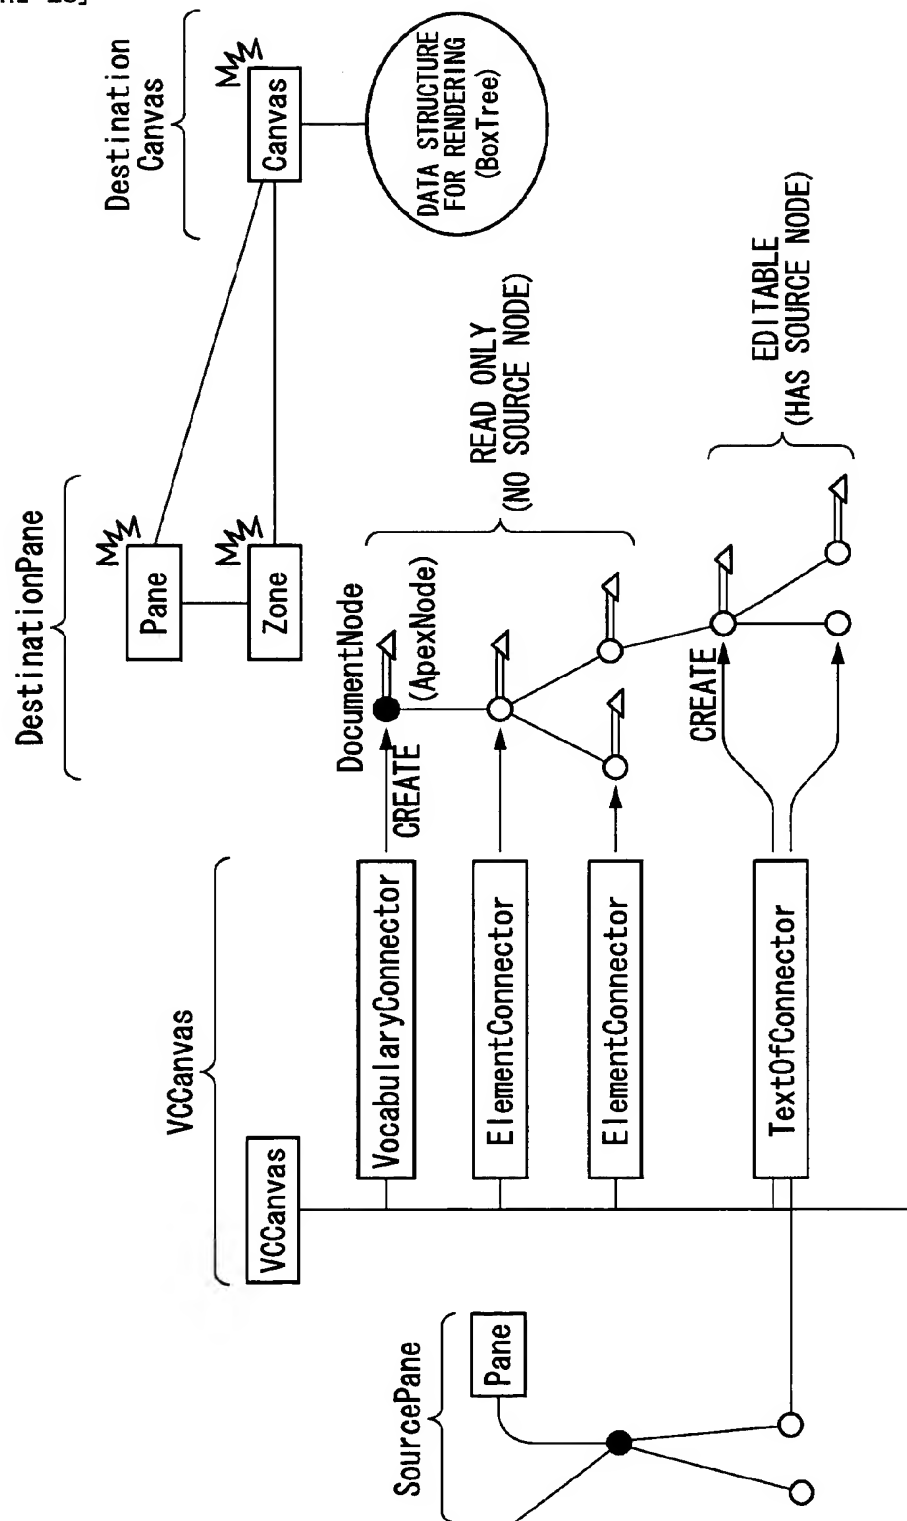 SourcePane
Pane
VCCanvas
VCCanvas
VocabularyConnector
ElementConnector
ElementConnector
TextOfConnector
DestinationPane
Pane
Zone
DocumentNode
(ApexNode)
CREATE
CREATE
READ ONLY
(NO SOURCE NODE)
EDITABLE
(HAS SOURCE NODE)
Destination
Canvas
Canvas
DATA STRUCTURE
FOR RENDERING
(BoxTree)